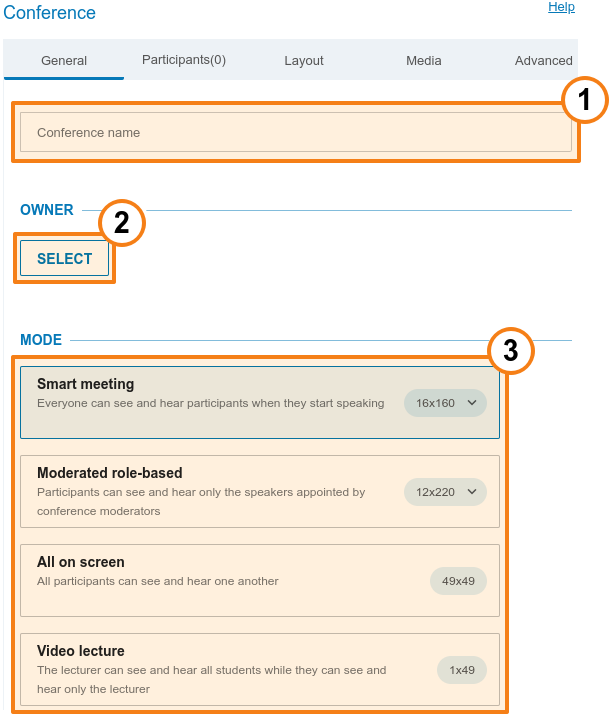 Conference
Help
General
Participants(0)
Layout
Media
Advanced
1
Conference name
OWNER
2
SELECT
MODE
3
Smart meeting
Everyone can see and hear participants when they start speaking
16x160
Moderated role-based
Participants can see and hear only the speakers appointed by
conference moderators
12x220
All on screen
All participants can see and hear one another
49x49
Video lecture
The lecturer can see and hear all students while they can see and
hear only the lecturer
1x49